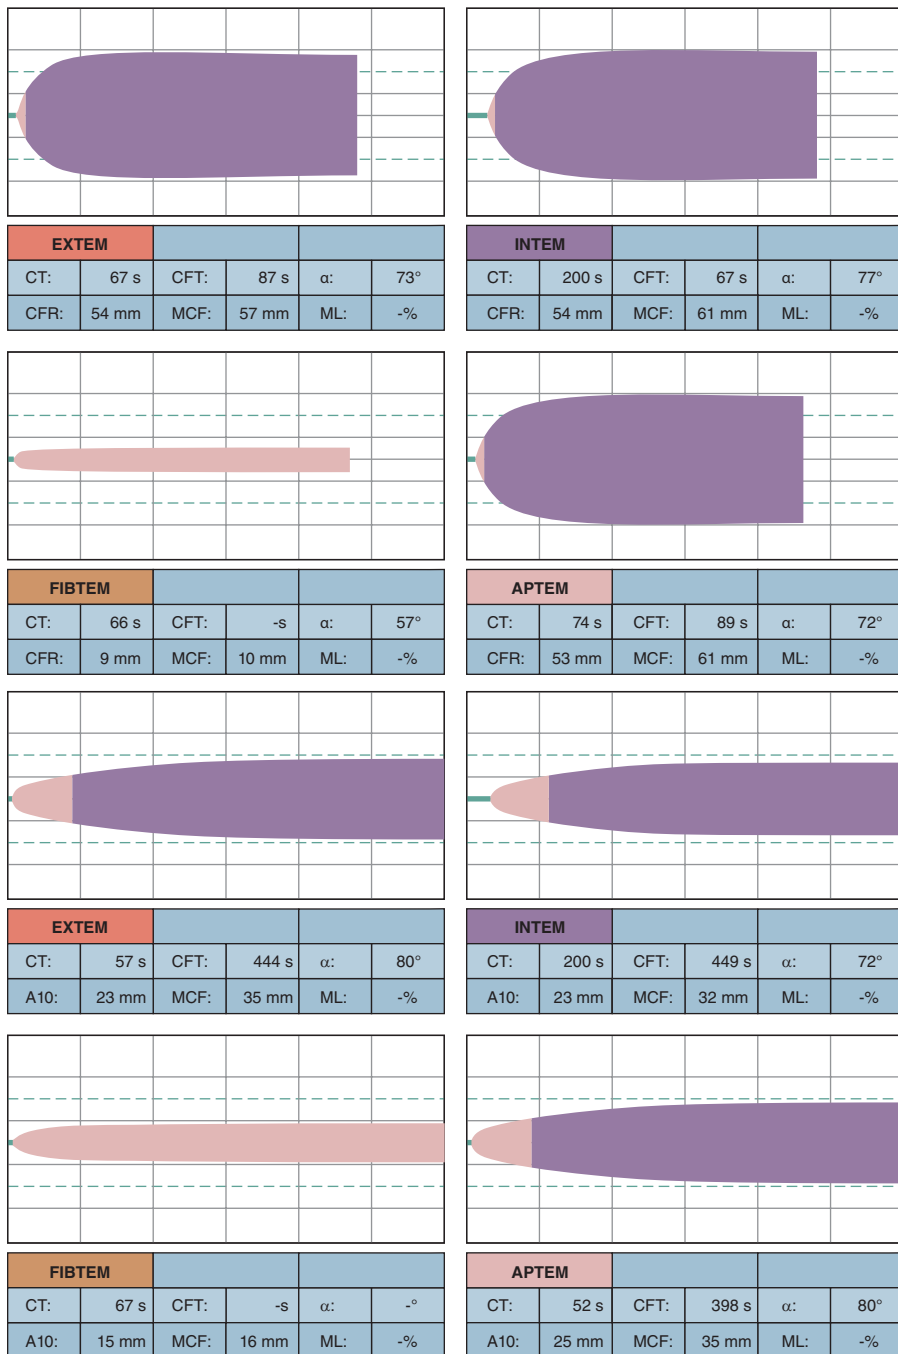 EXTEM INTEM
CT: 67 s CFT: 87 s α: 73° CT: 200 s CFT: 67 s α: 77°
CFR: 54 mm MCF: 57 mm ML: -% CFR: 54 mm MCF: 61 mm ML: -%
FIBTEM APTEM
CT: 66 s CFT: -s α: 57° CT: 74 s CFT: 89 s α: 72°
CFR: 9 mm MCF: 10 mm ML: -% CFR: 53 mm MCF: 61 mm ML: -%
EXTEM INTEM
CT: 57 s CFT: 444 s α: 80° CT: 200 s CFT: 449 s α: 72°
A10: 23 mm MCF: 35 mm ML: -% A10: 23 mm MCF: 32 mm ML: -%
FIBTEM APTEM
CT: 67 s CFT: -s α: -° CT: 52 s CFT: 398 s α: 80°
A10: 15 mm MCF: 16 mm ML: -% A10: 25 mm MCF: 35 mm ML: -%